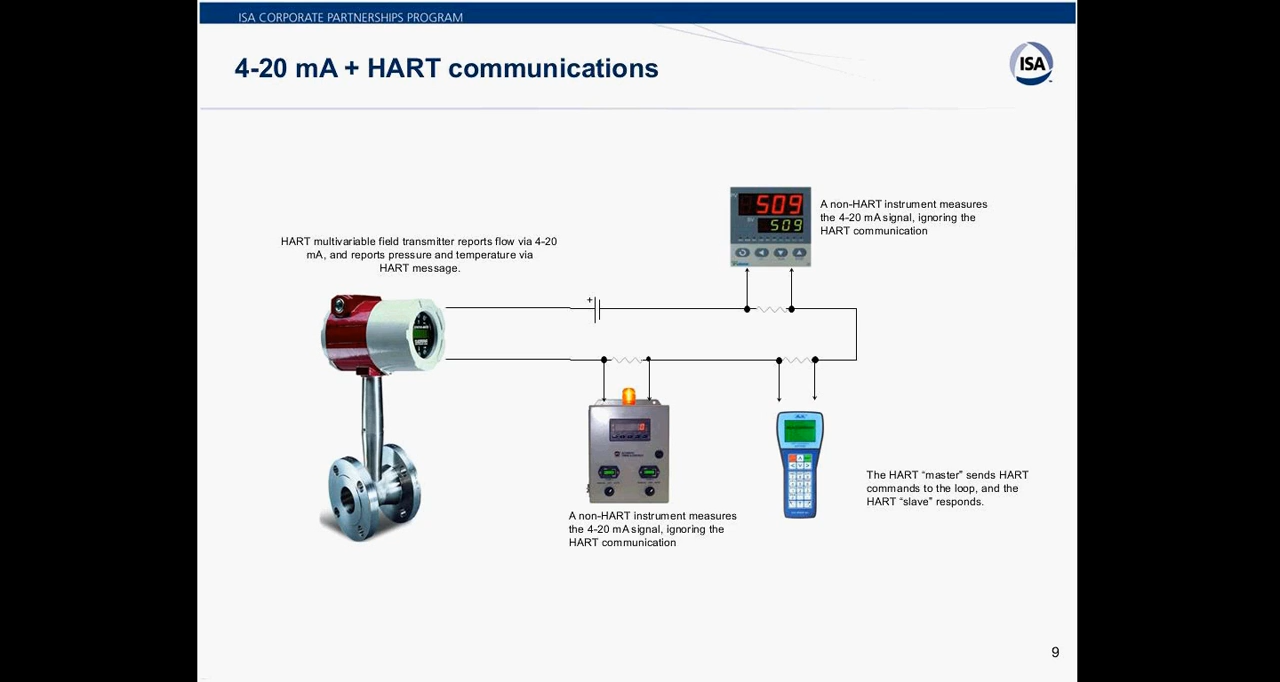 ISA CORPORATE PARTNERSHIPS PROGRAM
4-20 mA + HART communications
ISA
509
509
A non-HART instrument measures
the 4-20 mA signal, ignoring the
HART communication
HART multivariable field transmitter reports flow via 4-20
mA, and reports pressure and temperature via
HART message.
+
The HART “master” sends HART
commands to the loop, and the
HART “slave” responds.
A non-HART instrument measures
the 4-20 mA signal, ignoring the
HART communication
9